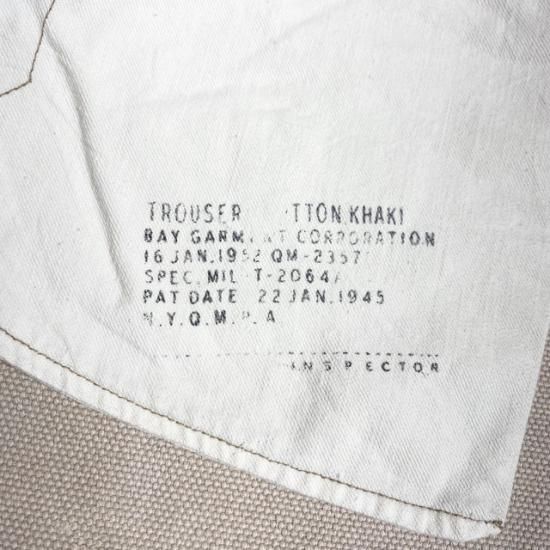 TROUSER TTON, KHAKI
BAY GARMENT CORPORATION
16 JAN. 1952 QM-2357
SPEC. MIL-T-2064A
PAT DATE 22 JAN. 1945
N.Y.Q.M.P.A
INSPECTOR